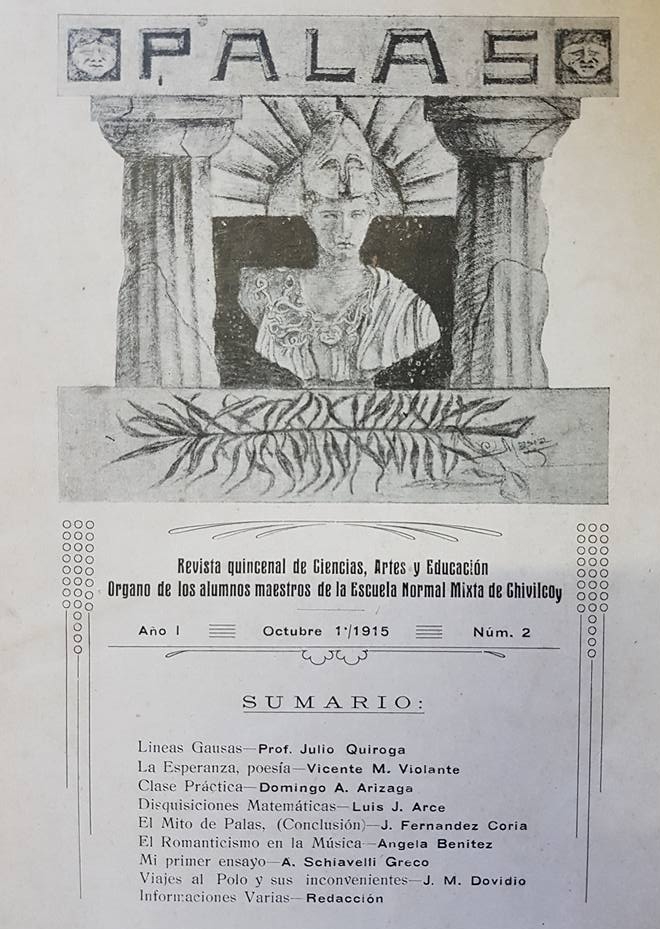 PALAS
Revista quincenal de Ciencias, Artes y Educación
Organo de los alumnos maestros de la Escuela Normal Mixta de Chivilcoy
Año I Octubre 1°/1915 Núm. 2
SUMARIO:
Lineas Gausas—Prof. Julio Quiroga
La Esperanza, poesía—Vicente M. Violante
Clase Práctica—Domingo A. Arizaga
Disquisiciones Matemáticas—Luis J. Arce
El Mito de Palas, (Conclusión)—J. Fernandez Coria
El Romanticismo en la Música—Angela Benitez
Mi primer ensayo—A. Schiavelli Greco
Viajes al Polo y sus inconvenientes—J. M. Dovidio
Informaciones Varias—Redacción